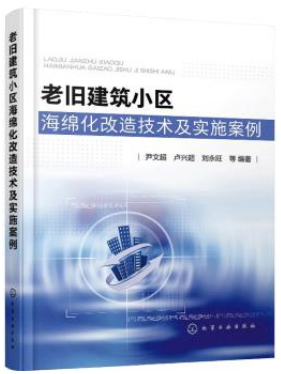 LAOJIU JIANZHU XIAOQU
HAIMIANHUA GAIZAO JISHU JI SHISHI ANLI
老旧建筑小区
海绵化改造技术及实施案例
尹文超 卢兴超 刘永旺 等 编著
化学工业出版社
老旧建筑小区海绵化改造技术及实施案例